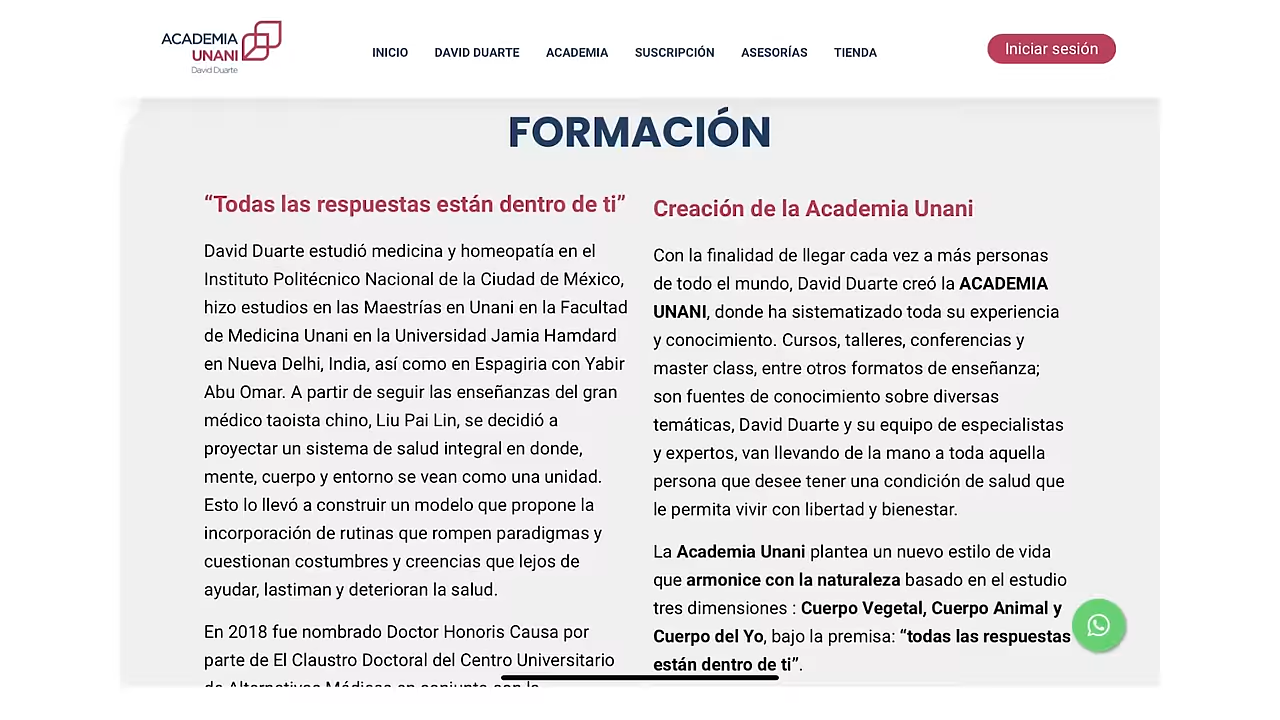 ACADEMIA
UNANI
David Duarte
INICIO
DAVID DUARTE
ACADEMIA
SUSCRIPCIÓN
ASESORÍAS
TIENDA
Iniciar sesión
FORMACIÓN
“Todas las respuestas están dentro de ti”
David Duarte estudió medicina y homeopatía en el
Instituto Politécnico Nacional de la Ciudad de México,
hizo estudios en las Maestrías en Unani en la Facultad
de Medicina Unani en la Universidad Jamia Hamdard
en Nueva Delhi, India, así como en Espagiria con Yabir
Abu Omar. A partir de seguir las enseñanzas del gran
médico taoista chino, Liu Pai Lin, se decidió a
proyectar un sistema de salud integral en donde,
mente, cuerpo y entorno se vean como una unidad.
Esto lo llevó a construir un modelo que propone la
incorporación de rutinas que rompen paradigmas y
cuestionan costumbres y creencias que lejos de
ayudar, lastiman y deterioran la salud.
En 2018 fue nombrado Doctor Honoris Causa por
parte de El Claustro Doctoral del Centro Universitario
de Alternativas Médicas en conjunto con la
Creación de la Academia Unani
Con la finalidad de llegar cada vez a más personas
de todo el mundo, David Duarte creó la ACADEMIA
UNANI, donde ha sistematizado toda su experiencia
y conocimiento. Cursos, talleres, conferencias y
master class, entre otros formatos de enseñanza;
son fuentes de conocimiento sobre diversas
temáticas, David Duarte y su equipo de especialistas
y expertos, van llevando de la mano a toda aquella
persona que desee tener una condición de salud que
le permita vivir con libertad y bienestar.
La Academia Unani plantea un nuevo estilo de vida
que armonice con la naturaleza basado en el estudio
tres dimensiones : Cuerpo Vegetal, Cuerpo Animal y
Cuerpo del Yo, bajo la premisa: “todas las respuestas
están dentro de ti”.